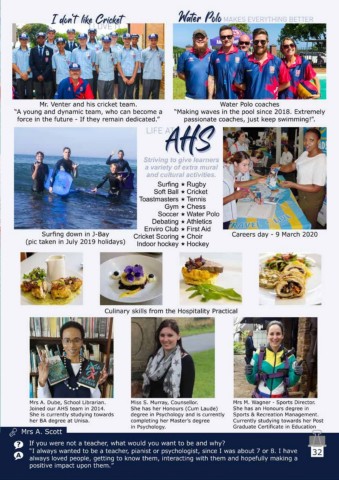 I don't like Cricket
I LOVE IT
Water Polo MAKES EVERYTHING BETTER
Mr. Venter and his cricket team.
"A young and dynamic team, who can become a
force in the future - If they remain dedicated."
Water Polo coaches
"Making waves in the pool since 2018. Extremely
passionate coaches, just keep swimming!".
LIFE AT
AHS
Striving to give learners
a variety of extra mural
and cultural activities.
Surfing • Rugby
Soft Ball • Cricket
Toastmasters • Tennis
Gym • Chess
Soccer • Water Polo
Debating • Athletics
Enviro Club • First Aid
Cricket Scoring • Choir
Indoor hockey • Hockey
Surfing down in J-Bay
(pic taken in July 2019 holidays)
Careers day - 9 March 2020
Culinary skills from the Hospitality Practical
Mrs A. Dube, School Librarian.
Joined our AHS team in 2014.
She is currently studying towards
her BA degree at Unisa.
Miss S. Murray, Counsellor.
She has her Honours (Cum Laude)
degree in Psychology and is currently
completing her Master's degree
in Psychology.
Mrs M. Wagner - Sports Director.
She has an Honours degree in
Sports & Recreation Management.
Currently studying towards her Post
Graduate Certificate in Education
Mrs A. Scott
? If you were not a teacher, what would you want to be and why?
A "I always wanted to be a teacher, pianist or psychologist, since I was about 7 or 8. I have
always loved people, getting to know them, interacting with them and hopefully making a
positive impact upon them."
32